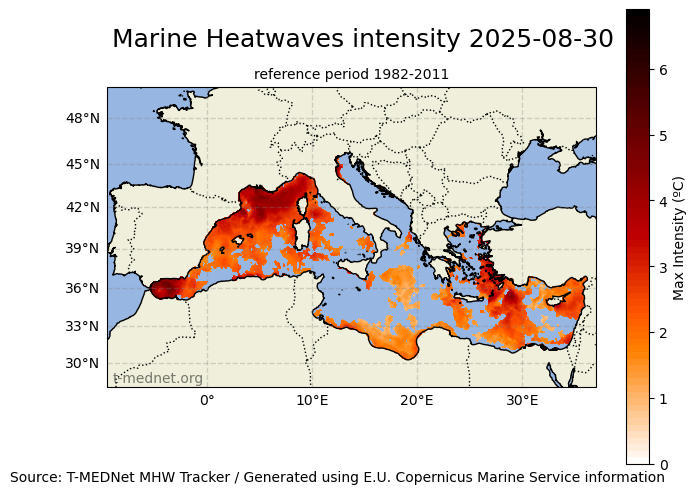 Marine Heatwaves intensity 2025-08-30
reference period 1982-2011
48°N
45°N
42°N
39°N
36°N
33°N
30°N
t-mednet.org
0°
10°E
20°E
30°E
6
5
4
3
2
1
0
Max Intensity (ºC)
Source: T-MEDNet MHW Tracker / Generated using E.U. Copernicus Marine Service information